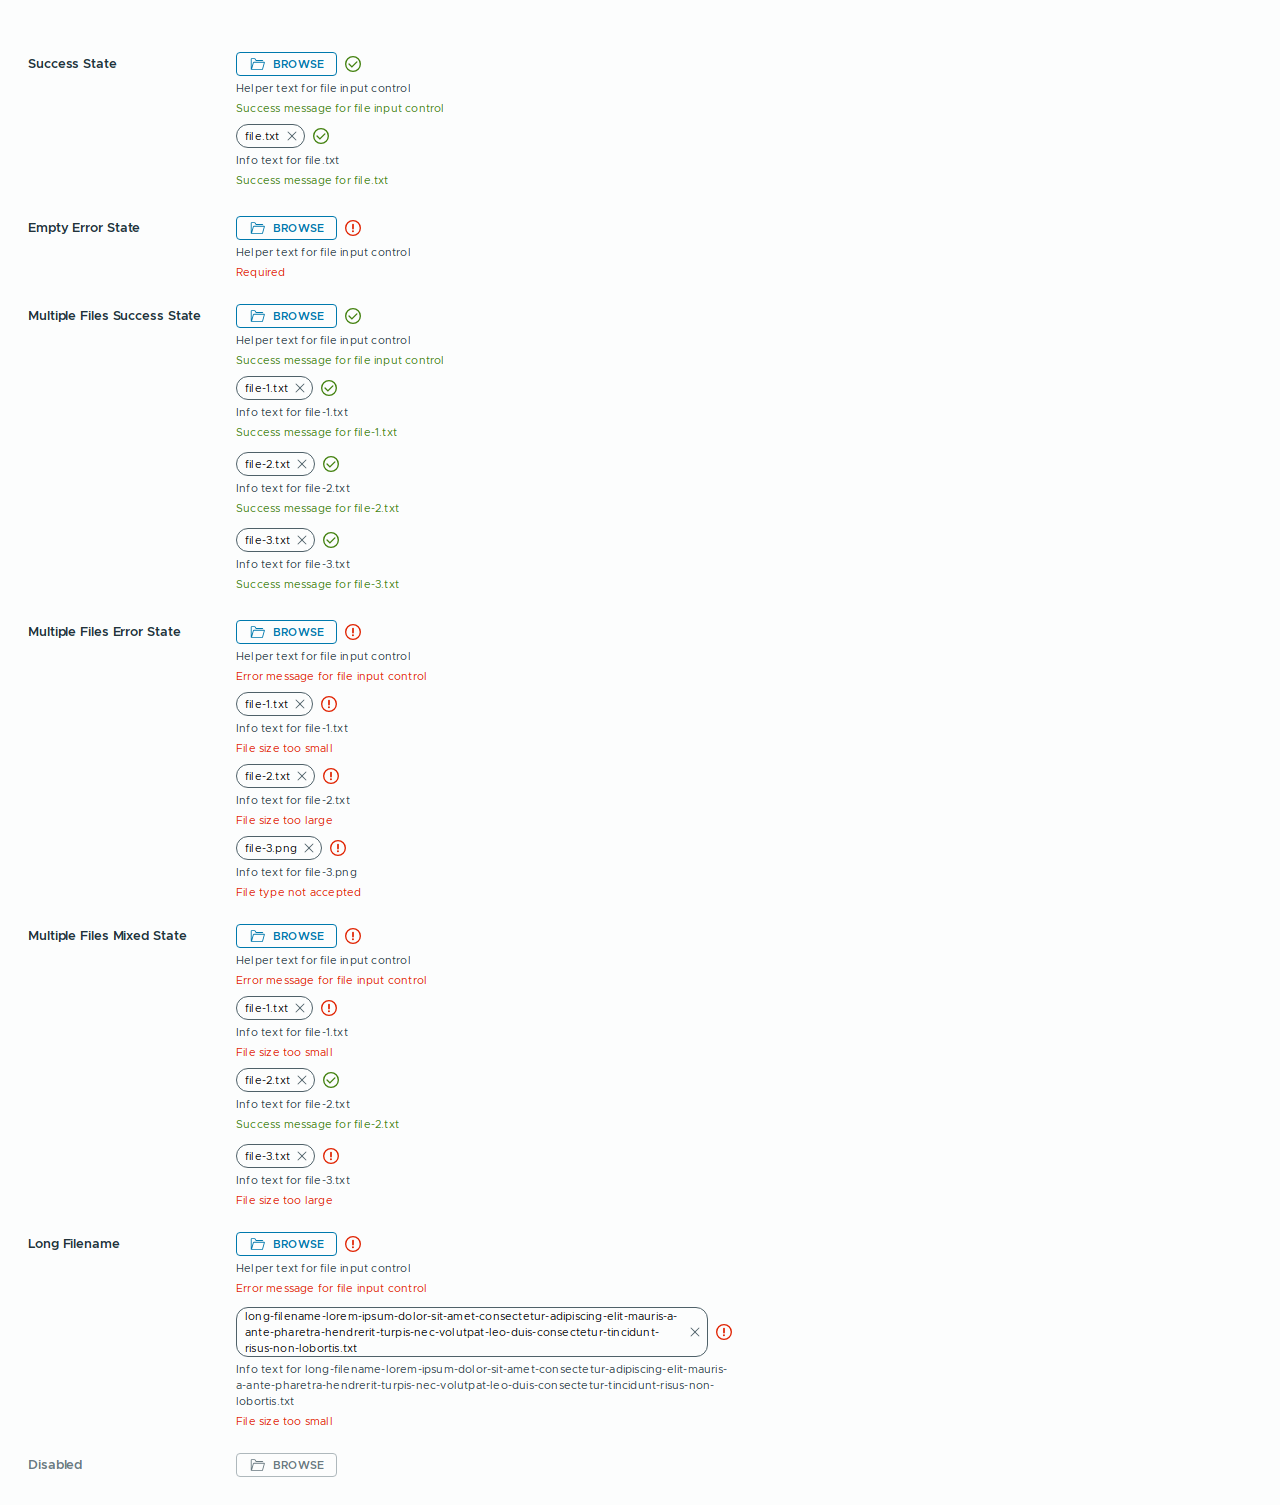 Success State
BROWSE
Helper text for file input control
Success message for file input control
file.txt
Info text for file.txt
Success message for file.txt
Empty Error State
BROWSE
Helper text for file input control
Required
Multiple Files Success State
BROWSE
Helper text for file input control
Success message for file input control
file-1.txt
Info text for file-1.txt
Success message for file-1.txt
file-2.txt
Info text for file-2.txt
Success message for file-2.txt
file-3.txt
Info text for file-3.txt
Success message for file-3.txt
Multiple Files Error State
BROWSE
Helper text for file input control
Error message for file input control
file-1.txt
Info text for file-1.txt
File size too small
file-2.txt
Info text for file-2.txt
File size too large
file-3.png
Info text for file-3.png
File type not accepted
Multiple Files Mixed State
BROWSE
Helper text for file input control
Error message for file input control
file-1.txt
Info text for file-1.txt
File size too small
file-2.txt
Info text for file-2.txt
Success message for file-2.txt
file-3.txt
Info text for file-3.txt
File size too large
Long Filename
BROWSE
Helper text for file input control
Error message for file input control
long-filename-lorem-ipsum-dolor-sit-amet-consectetur-adipiscing-elit-mauris-a-
ante-pharetra-hendrerit-turpis-nec-volutpat-leo-duis-consectetur-tincidunt-
risus-non-lobortis.txt
Info text for long-filename-lorem-ipsum-dolor-sit-amet-consectetur-adipiscing-elit-mauris-
a-ante-pharetra-hendrerit-turpis-nec-volutpat-leo-duis-consectetur-tincidunt-risus-non-
lobortis.txt
File size too small
Disabled
BROWSE